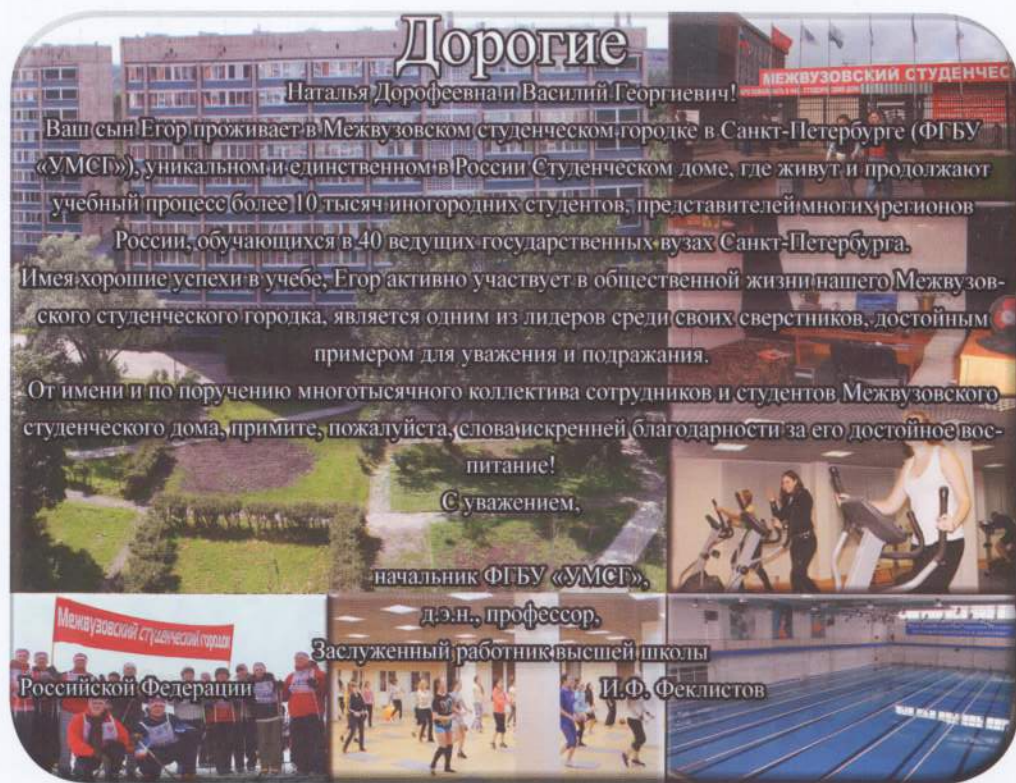 Дорогие
Наталья Дорофеевна и Василий Георгиевич!
Ваш сын Егор проживает в Межвузовском студенческом городке в Санкт-Петербурге (ФГБУ
«УМСГ»), уникальном и единственном в России Студенческом доме, где живут и продолжают
учебный процесс более 10 тысяч иногородних студентов, представителей многих регионов
России, обучающихся в 40 ведущих государственных вузах Санкт-Петербурга.
Имея хорошие успехи в учебе, Егор активно участвует в общественной жизни нашего Межвузов-
ского студенческого городка, является одним из лидеров среди своих сверстников, достойным
примером для уважения и подражания.
От имени и по поручению многотысячного коллектива сотрудников и студентов Межвузовского
студенческого дома, примите, пожалуйста, слова искренней благодарности за его достойное вос-
питание!
С уважением,
начальник ФГБУ «УМСГ»,
д.э.н., профессор,
Заслуженный работник высшей школы
Российской Федерации И.Ф. Феклистов
МЕЖВУЗОВСКИЙ СТУДЕНЧЕС
Межвузовский студенческий городок